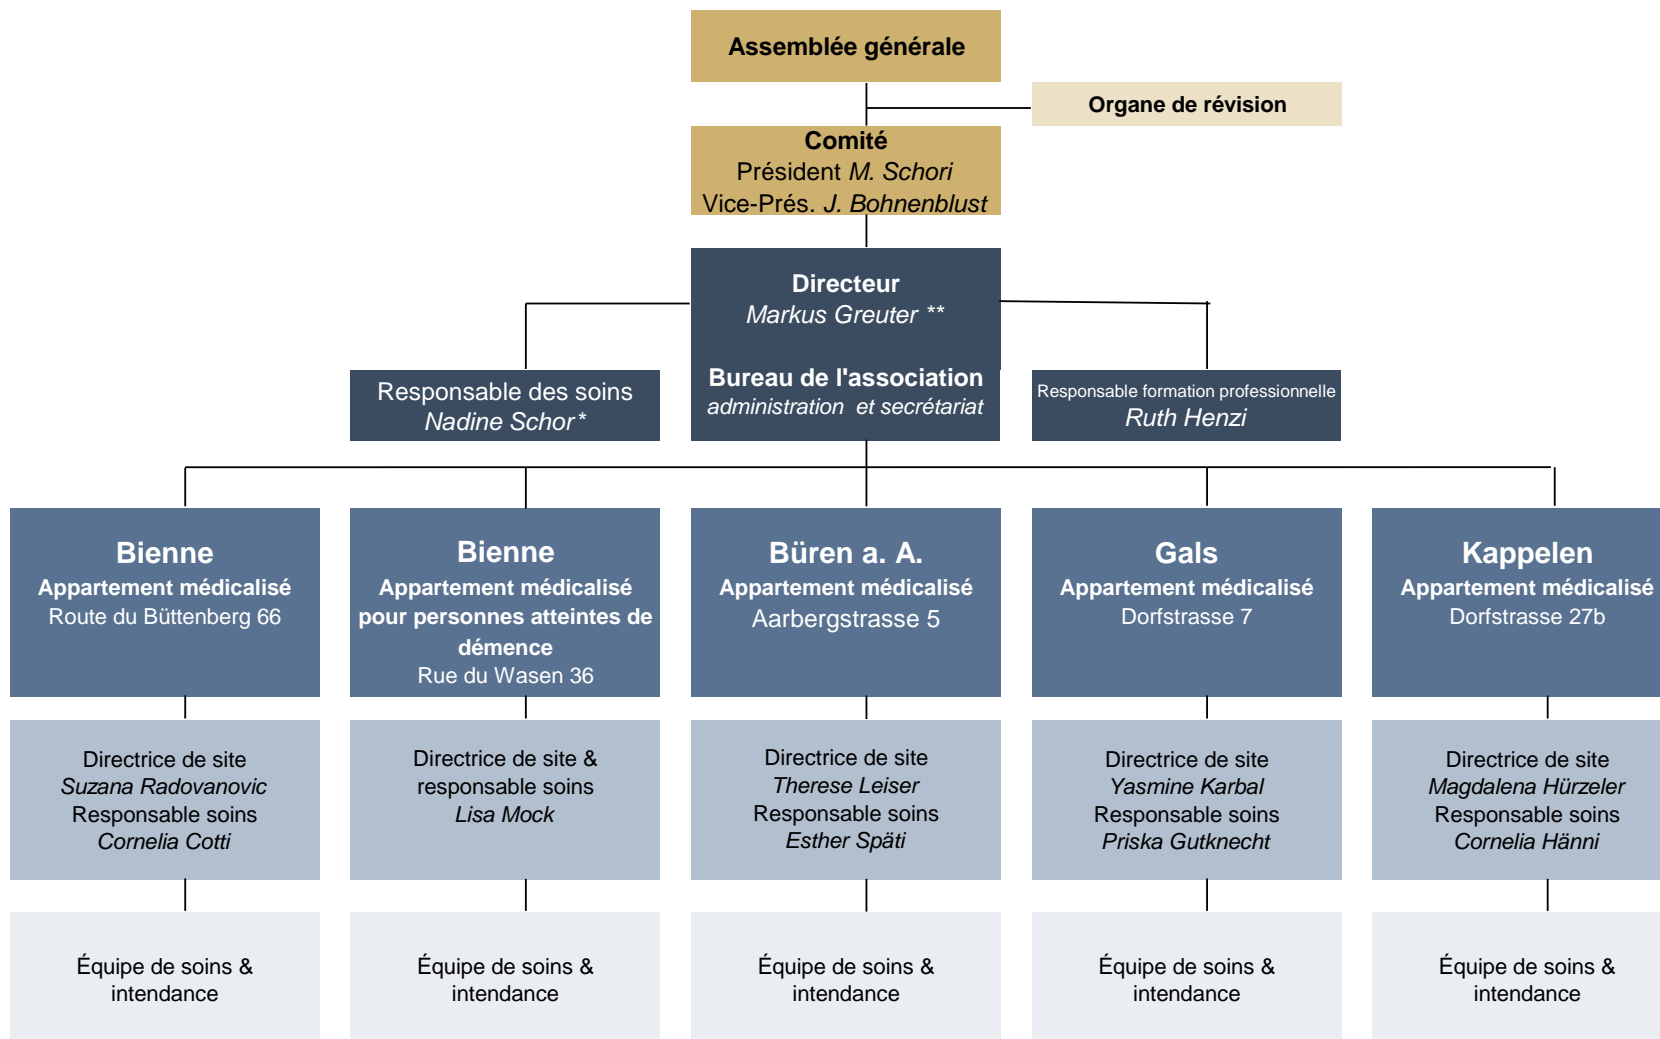 Assemblée générale
Organe de révision
Comité
Président M. Schori
Vice-Prés. J. Bohnenblust
Directeur
Markus Greuter **
Bureau de l'association
administration et secrétariat
Responsable des soins
Nadine Schor*
Responsable formation professionnelle
Ruth Henzi
Bienne
Appartement médicalisé
Route du Büttenberg 66
Bienne
Appartement médicalisé
pour personnes atteintes de
démence
Rue du Wasen 36
Büren a. A.
Appartement médicalisé
Aarbergstrasse 5
Gals
Appartement médicalisé
Dorfstrasse 7
Kappelen
Appartement médicalisé
Dorfstrasse 27b
Directrice de site
Suzana Radovanovic
Responsable soins
Cornelia Cotti
Directrice de site &
responsable soins
Lisa Mock
Directrice de site
Therese Leiser
Responsable soins
Esther Späti
Directrice de site
Yasmine Karbal
Responsable soins
Priska Gutknecht
Directrice de site
Magdalena Hürzeler
Responsable soins
Cornelia Hänni
Équipe de soins &
intendance
Équipe de soins &
intendance
Équipe de soins &
intendance
Équipe de soins &
intendance
Équipe de soins &
intendance